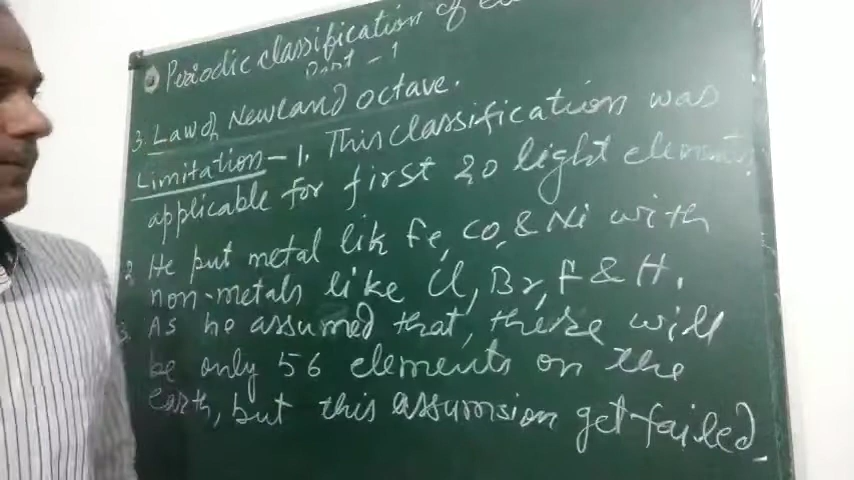 Periodic classification of
Part - 1
3. Law of Newland octave.
Limitation - 1. This classification was
applicable for first 20 light elements.
2. He put metal lik Fe, Co, & Ni with
non-metals like Cl, Br, F & H.
3. As he assumed that, there will
be only 56 elements on the
earth, but this assumsion get failed.